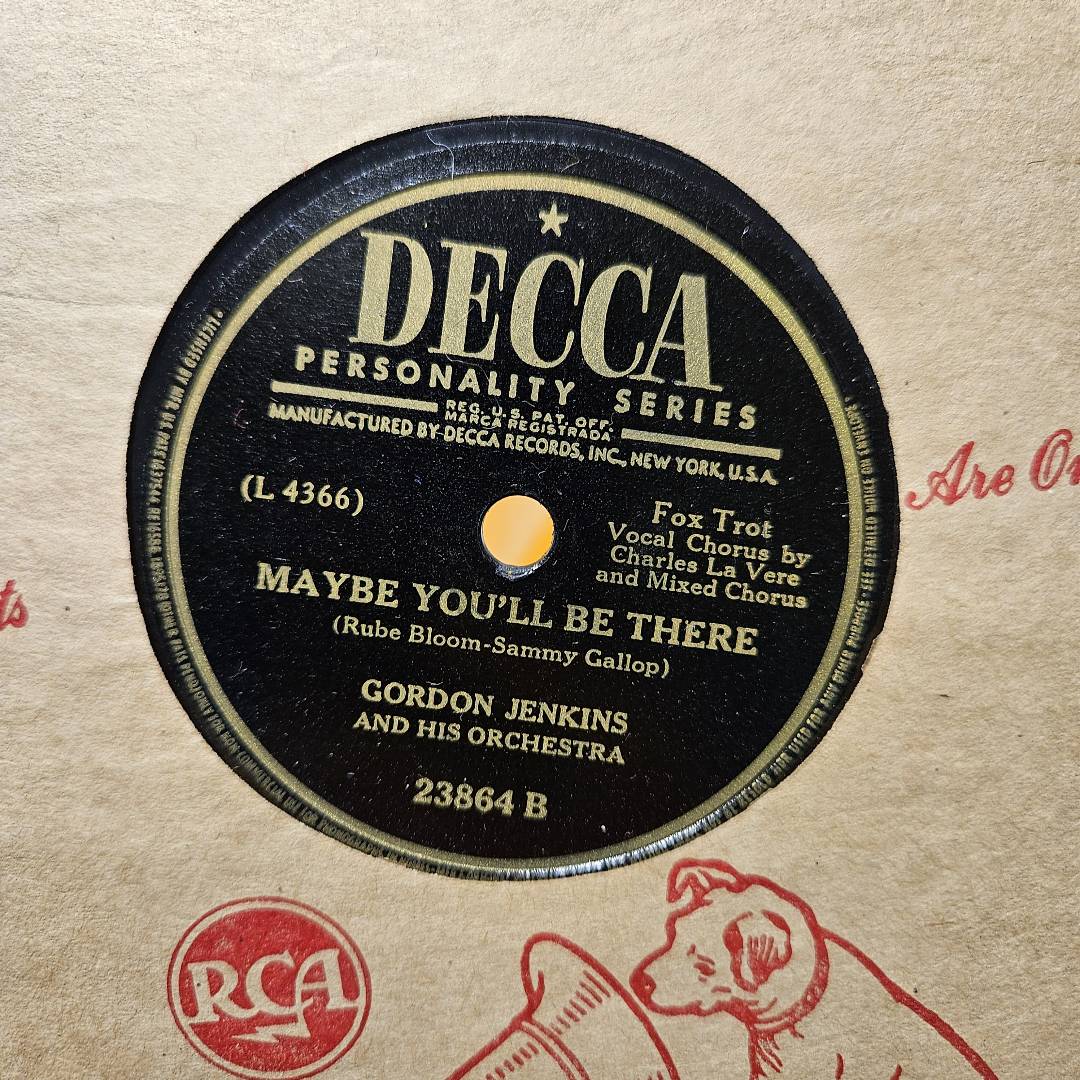 DECCA
PERSONALITY SERIES
REG. U.S. PAT. OFF.
MARCA REGISTRADA
MANUFACTURED BY DECCA RECORDS, INC., NEW YORK, U.S.A.
(L 4366)
Fox Trot
Vocal Chorus by
Charles La Vere
and Mixed Chorus
MAYBE YOU'LL BE THERE
(Rube Bloom-Sammy Gallop)
GORDON JENKINS
AND HIS ORCHESTRA
23864 B
Are
RCA